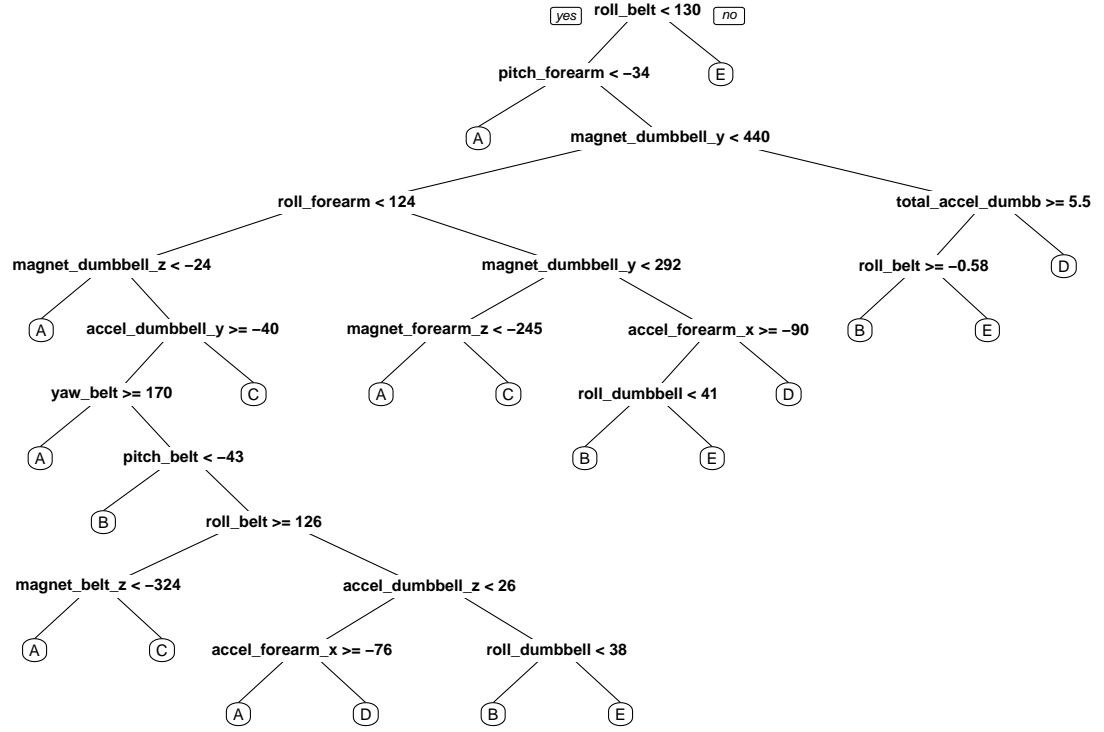 yes roll_belt < 130 no
pitch_forearm < −34 E
A magnet_dumbbell_y < 440
roll_forearm < 124 total_accel_dumbb >= 5.5
magnet_dumbbell_z < −24 magnet_dumbbell_y < 292 roll_belt >= −0.58 D
A accel_dumbbell_y >= −40 magnet_forearm_z < −245 accel_forearm_x >= −90 B E
yaw_belt >= 170 C A C roll_dumbbell < 41 D
A pitch_belt < −43 B E
B roll_belt >= 126
magnet_belt_z < −324 accel_dumbbell_z < 26
A C accel_forearm_x >= −76 roll_dumbbell < 38
A D B E